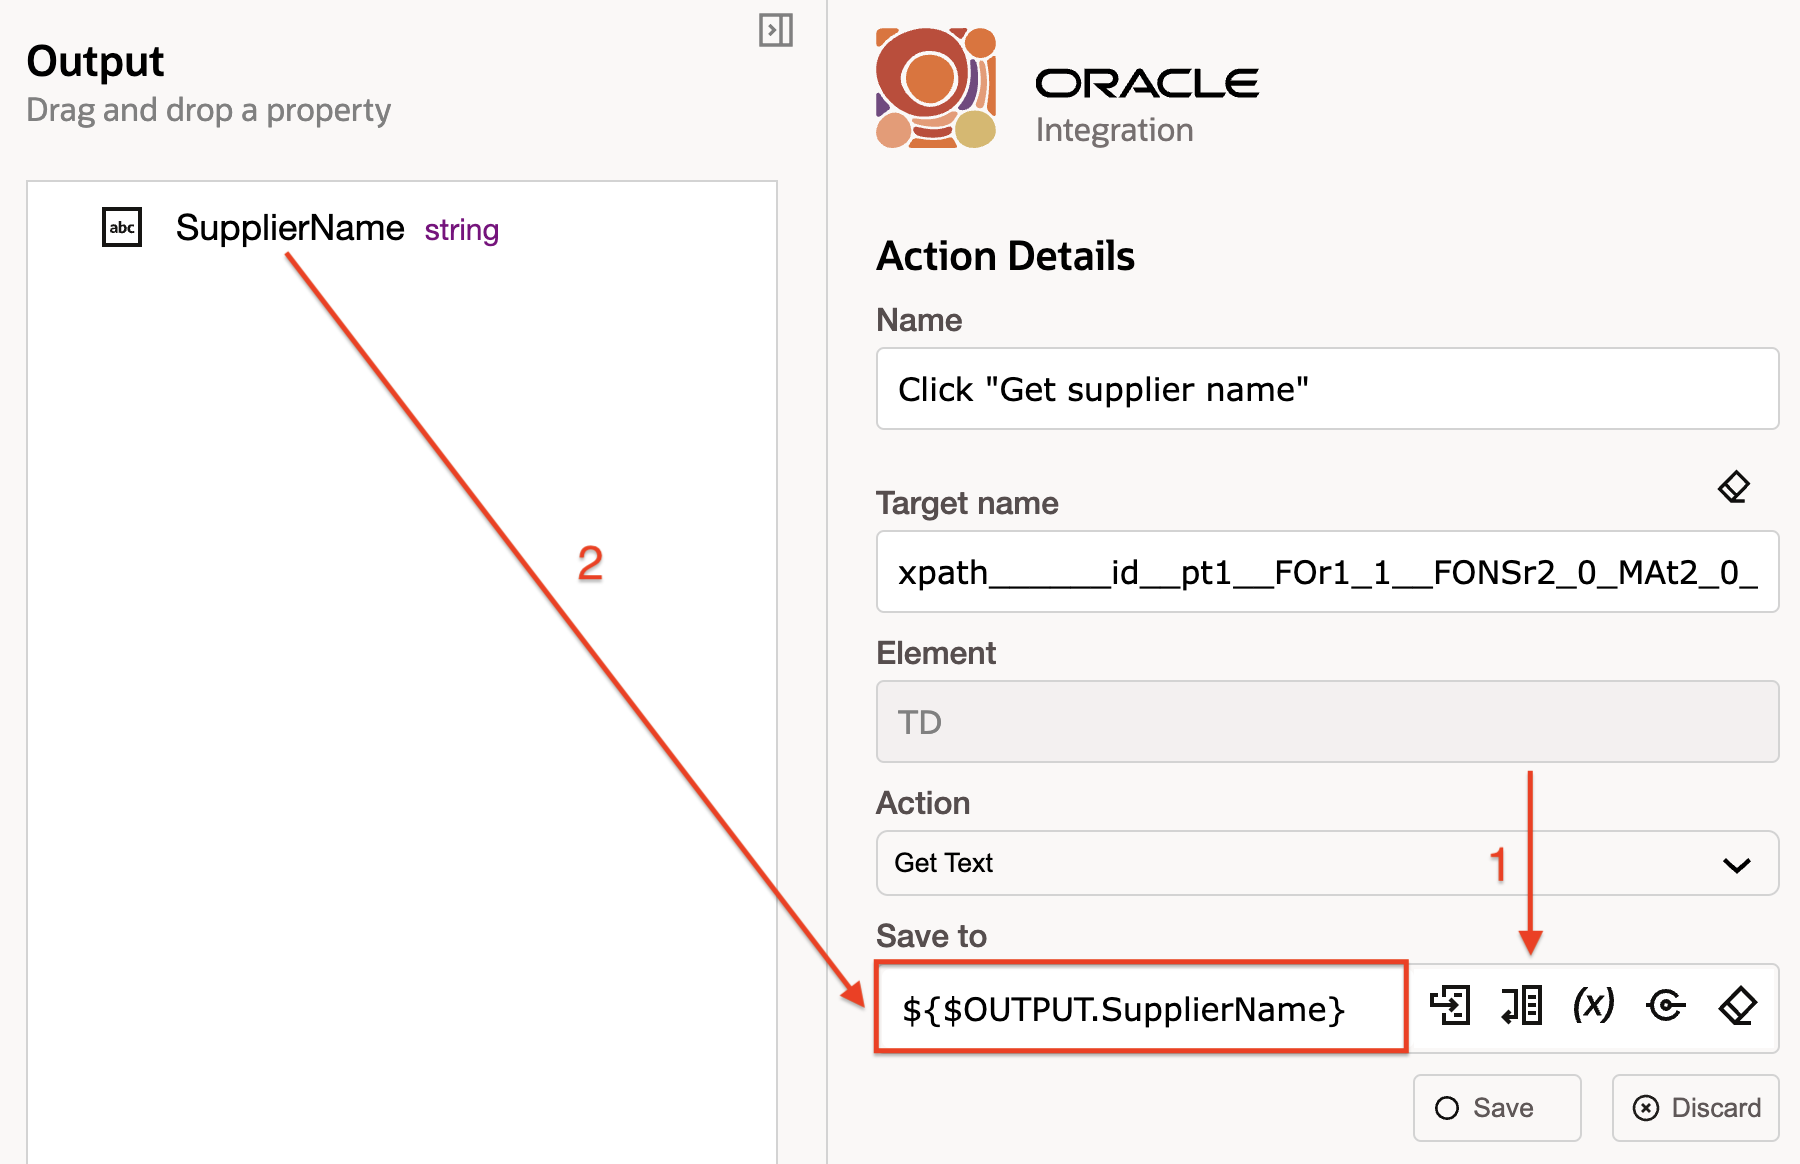 Output
Drag and drop a property
abc SupplierName string
2
ORACLE
Integration
Action Details
Name
Click "Get supplier name"
Target name
xpath_______id__pt1__FOr1_1__FONSr2_0_MAt2_0_
Element
TD
Action
Get Text
1
Save to
${$OUTPUT.SupplierName}
(x)
Save
Discard